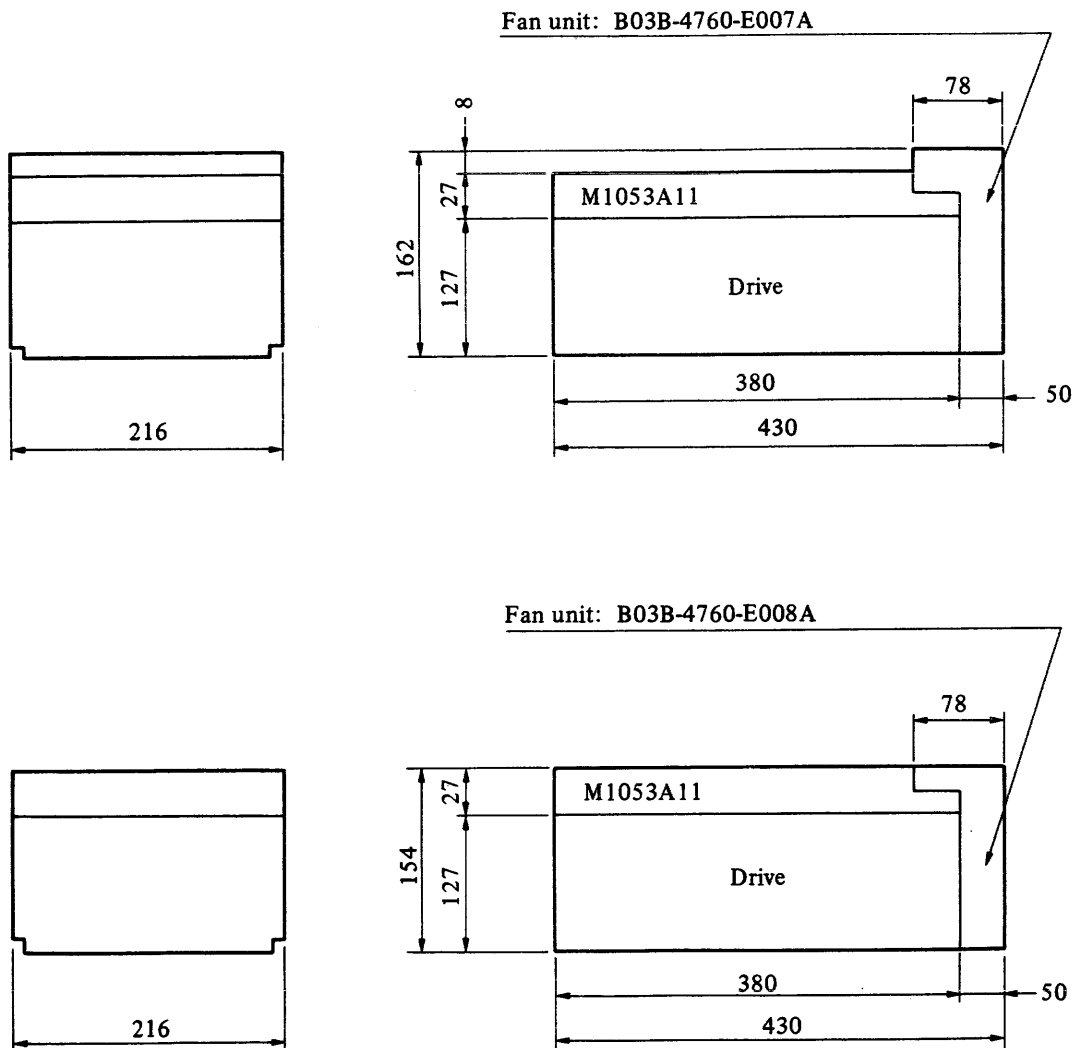 Fan unit: B03B-4760-E007A
8
78
27
M1053A11
162
127
Drive
380
50
216
430
Fan unit: B03B-4760-E008A
78
27
M1053A11
154
127
Drive
380
50
216
430